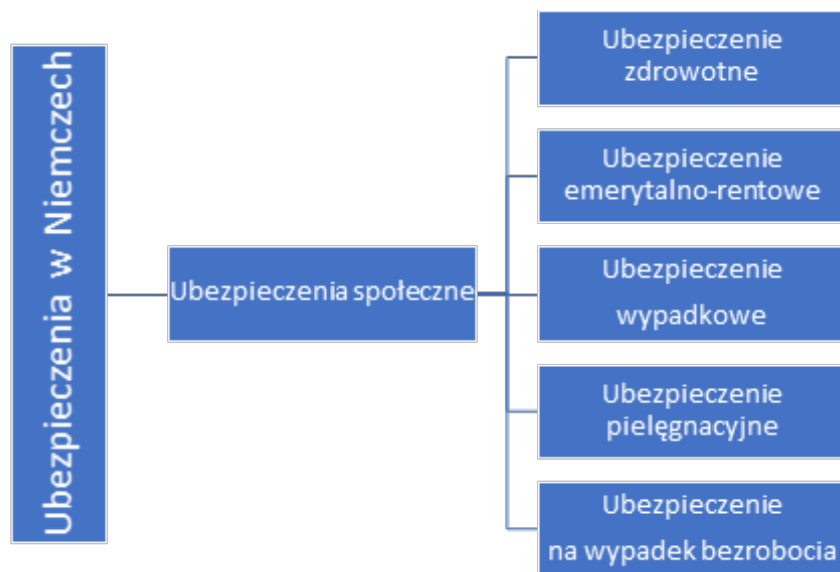 Ubezpieczenia w Niemczech
Ubezpieczenia społeczne
Ubezpieczenie
zdrowotne
Ubezpieczenie
emerytalno-rentowe
Ubezpieczenie
wypadkowe
Ubezpieczenie
pielęgnacyjne
Ubezpieczenie
na wypadek bezrobocia